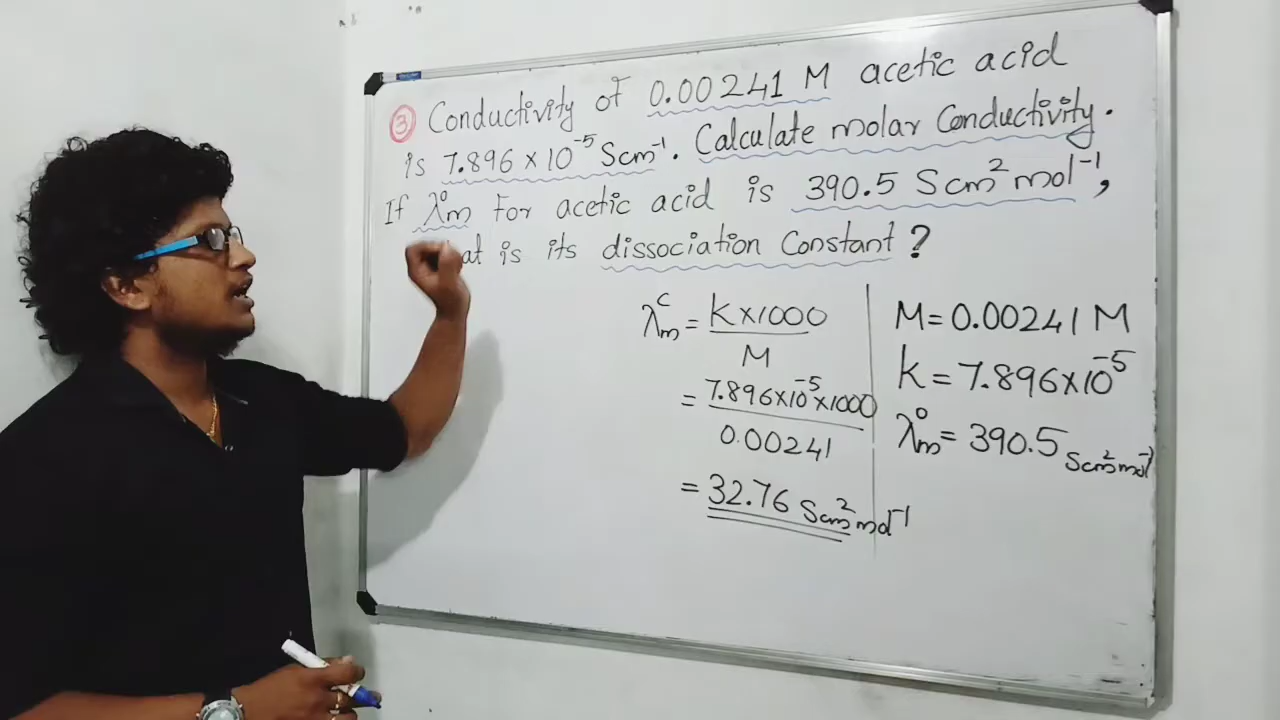 ③ Conductivity of 0.00241 M acetic acid
is 7.896 × 10⁻⁵ Scm⁻¹. Calculate molar Conductivity.
If λ°m for acetic acid is 390.5 S cm² mol⁻¹,
at is its dissociation Constant?
λᶜm = K×1000 / M
= 7.896×10⁻⁵×1000 / 0.00241
= 32.76 Scm² mol⁻¹
M = 0.00241 M
K = 7.896×10⁻⁵
λ°m = 390.5 Scm² mol⁻¹